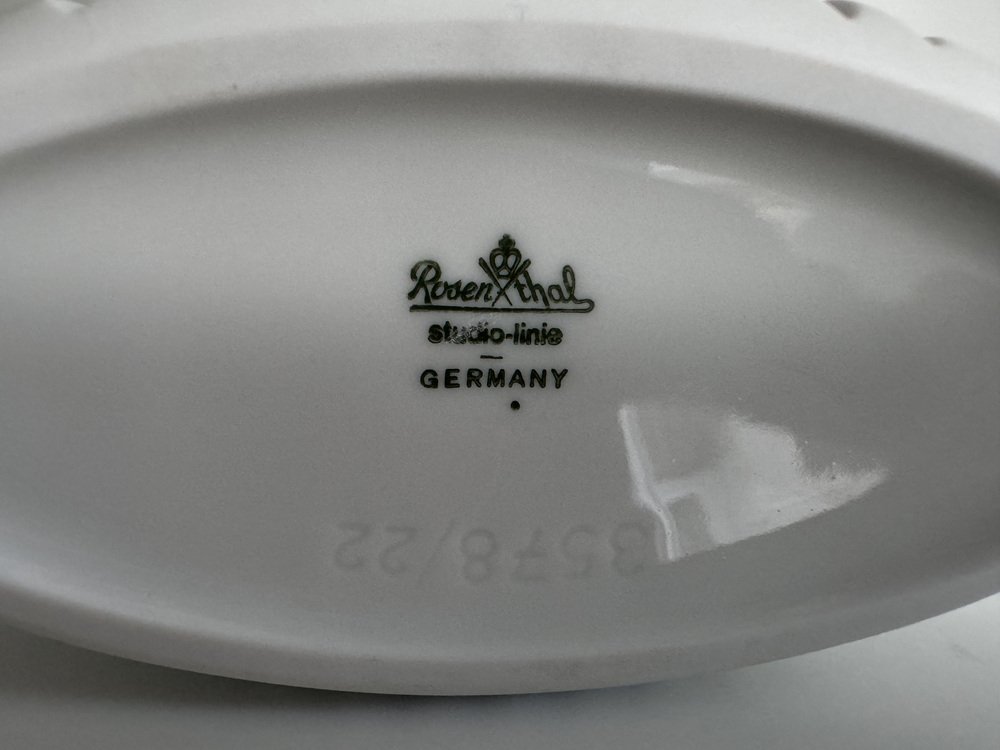 Rosenthal
studio-linie
GERMANY
3578/22